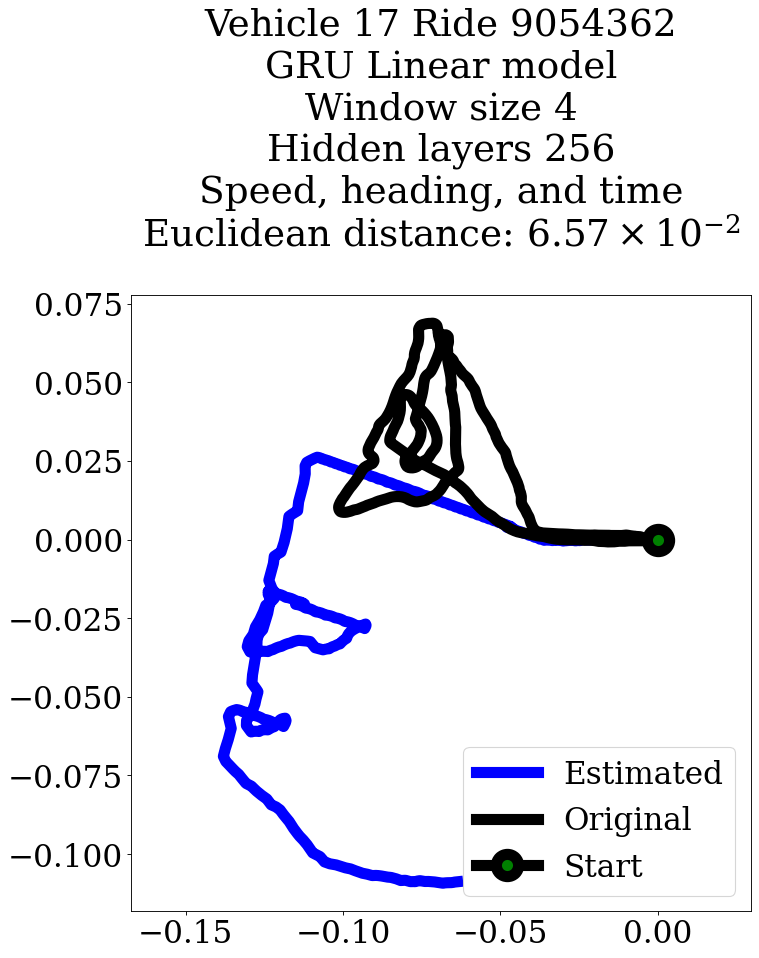 Vehicle 17 Ride 9054362
GRU Linear model
Window size 4
Hidden layers 256
Speed, heading, and time
Euclidean distance: 6.57 × 10⁻²
0.075
0.050
0.025
0.000
−0.025
−0.050
−0.075
−0.100
Estimated
Original
Start
−0.15
−0.10
−0.05
0.00